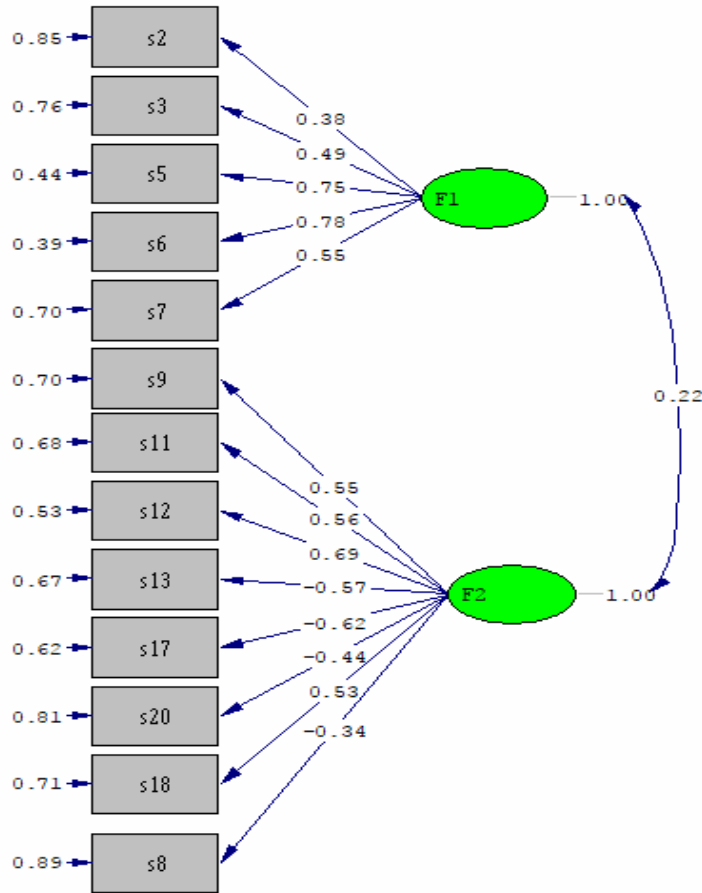 0.85 s2
0.38
0.76 s3
0.49
0.44 s5
0.75
F1 1.00
0.78
0.39 s6
0.55
0.70 s7
0.70 s9
0.22
0.68 s11
0.55
0.53 s12
0.56
0.69
0.67 s13
-0.57
F2 1.00
-0.62
0.62 s17
-0.44
0.53
0.81 s20
-0.34
0.71 s18
0.89 s8